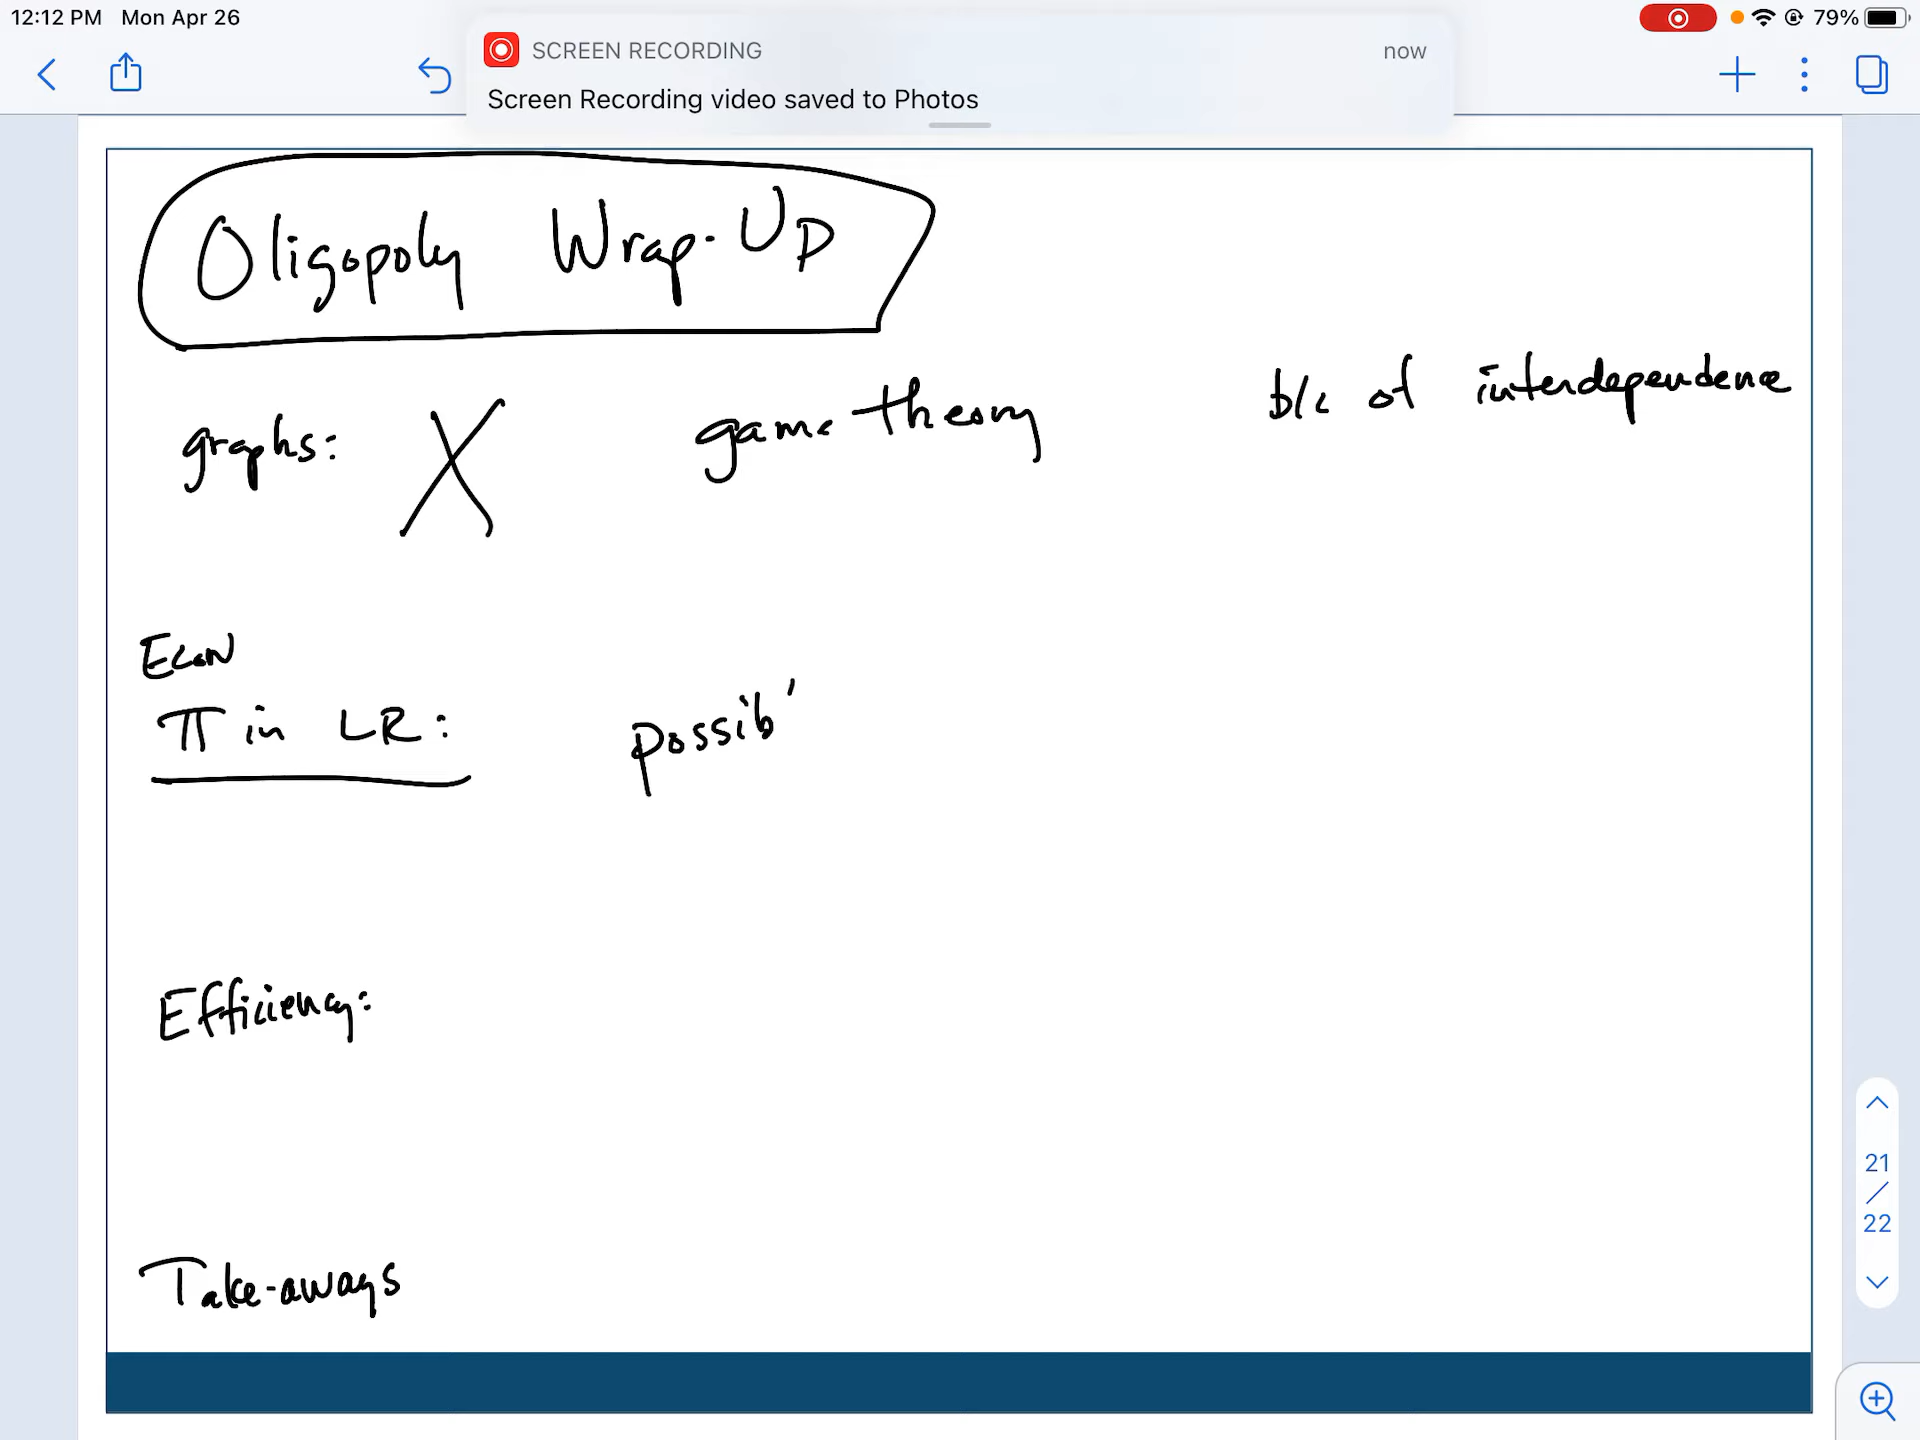 12:12 PM Mon Apr 26
79%
SCREEN RECORDING
now
Screen Recording video saved to Photos
Oligopoly Wrap-Up
graphs: X game theory b/c of interdependence
Econ
π in LR: possib
Efficiency:
Take-aways
21
/
22